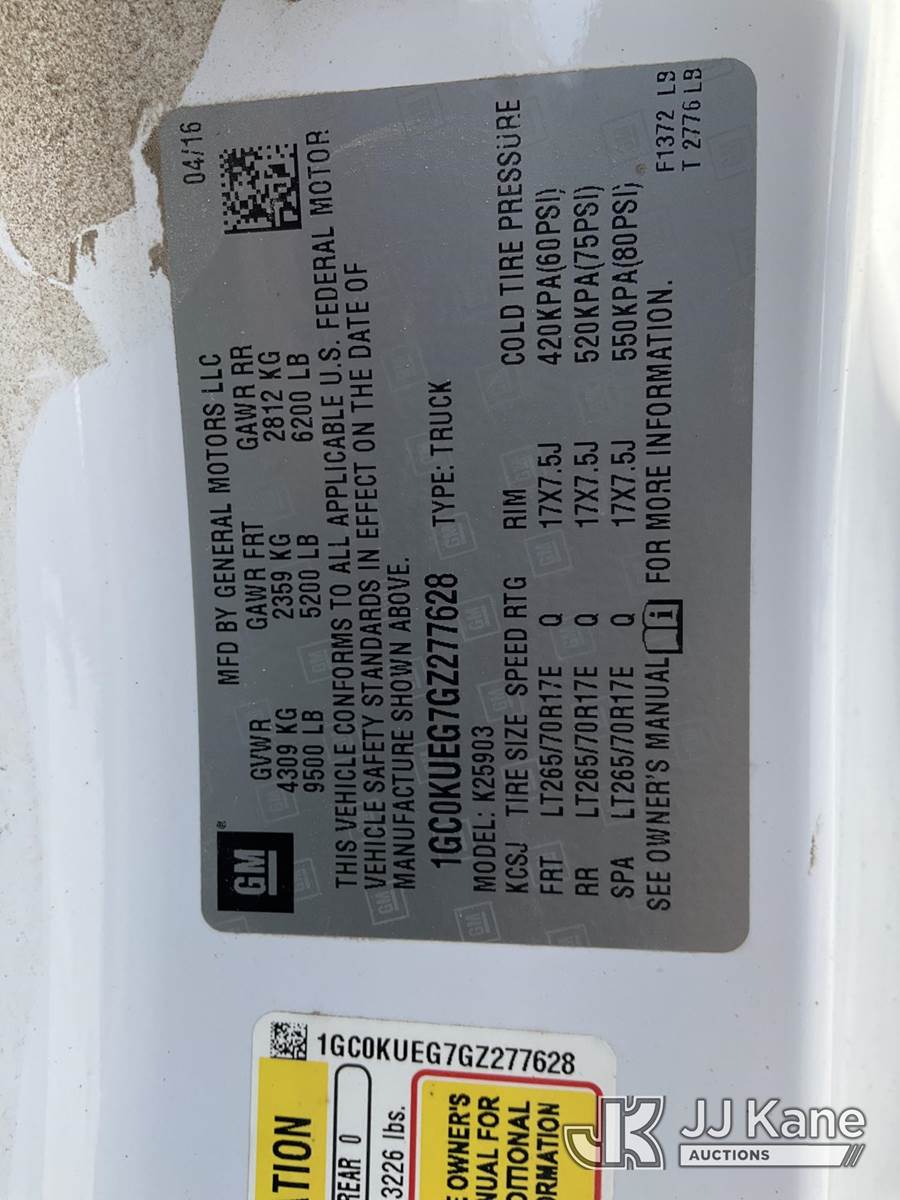 04/16
GM®
MFD BY GENERAL MOTORS LLC
GVWR GAWR FRT GAWR RR
4309 KG 2359 KG 2812 KG
9500 LB 5200 LB 6200 LB
THIS VEHICLE CONFORMS TO ALL APPLICABLE U.S. FEDERAL MOTOR
VEHICLE SAFETY STANDARDS IN EFFECT ON THE DATE OF
MANUFACTURE SHOWN ABOVE.
1GC0KUEG7GZ277628 TYPE: TRUCK
MODEL: K25903
KCSJ TIRE SIZE SPEED RTG RIM COLD TIRE PRESSURE
FRT LT265/70R17E Q 17X7.5J 420KPA(60PSI)
RR LT265/70R17E Q 17X7.5J 520KPA(75PSI)
SPA LT265/70R17E Q 17X7.5J 550KPA(80PSI)
SEE OWNER'S MANUAL i FOR MORE INFORMATION.
F1372 LB
T 2776 LB
1GC0KUEG7GZ277628
TION
REAR 0
3226 lbs.
E OWNER'S
NUAL FOR
DITIONAL
ORMATION
JK JJ Kane
AUCTIONS